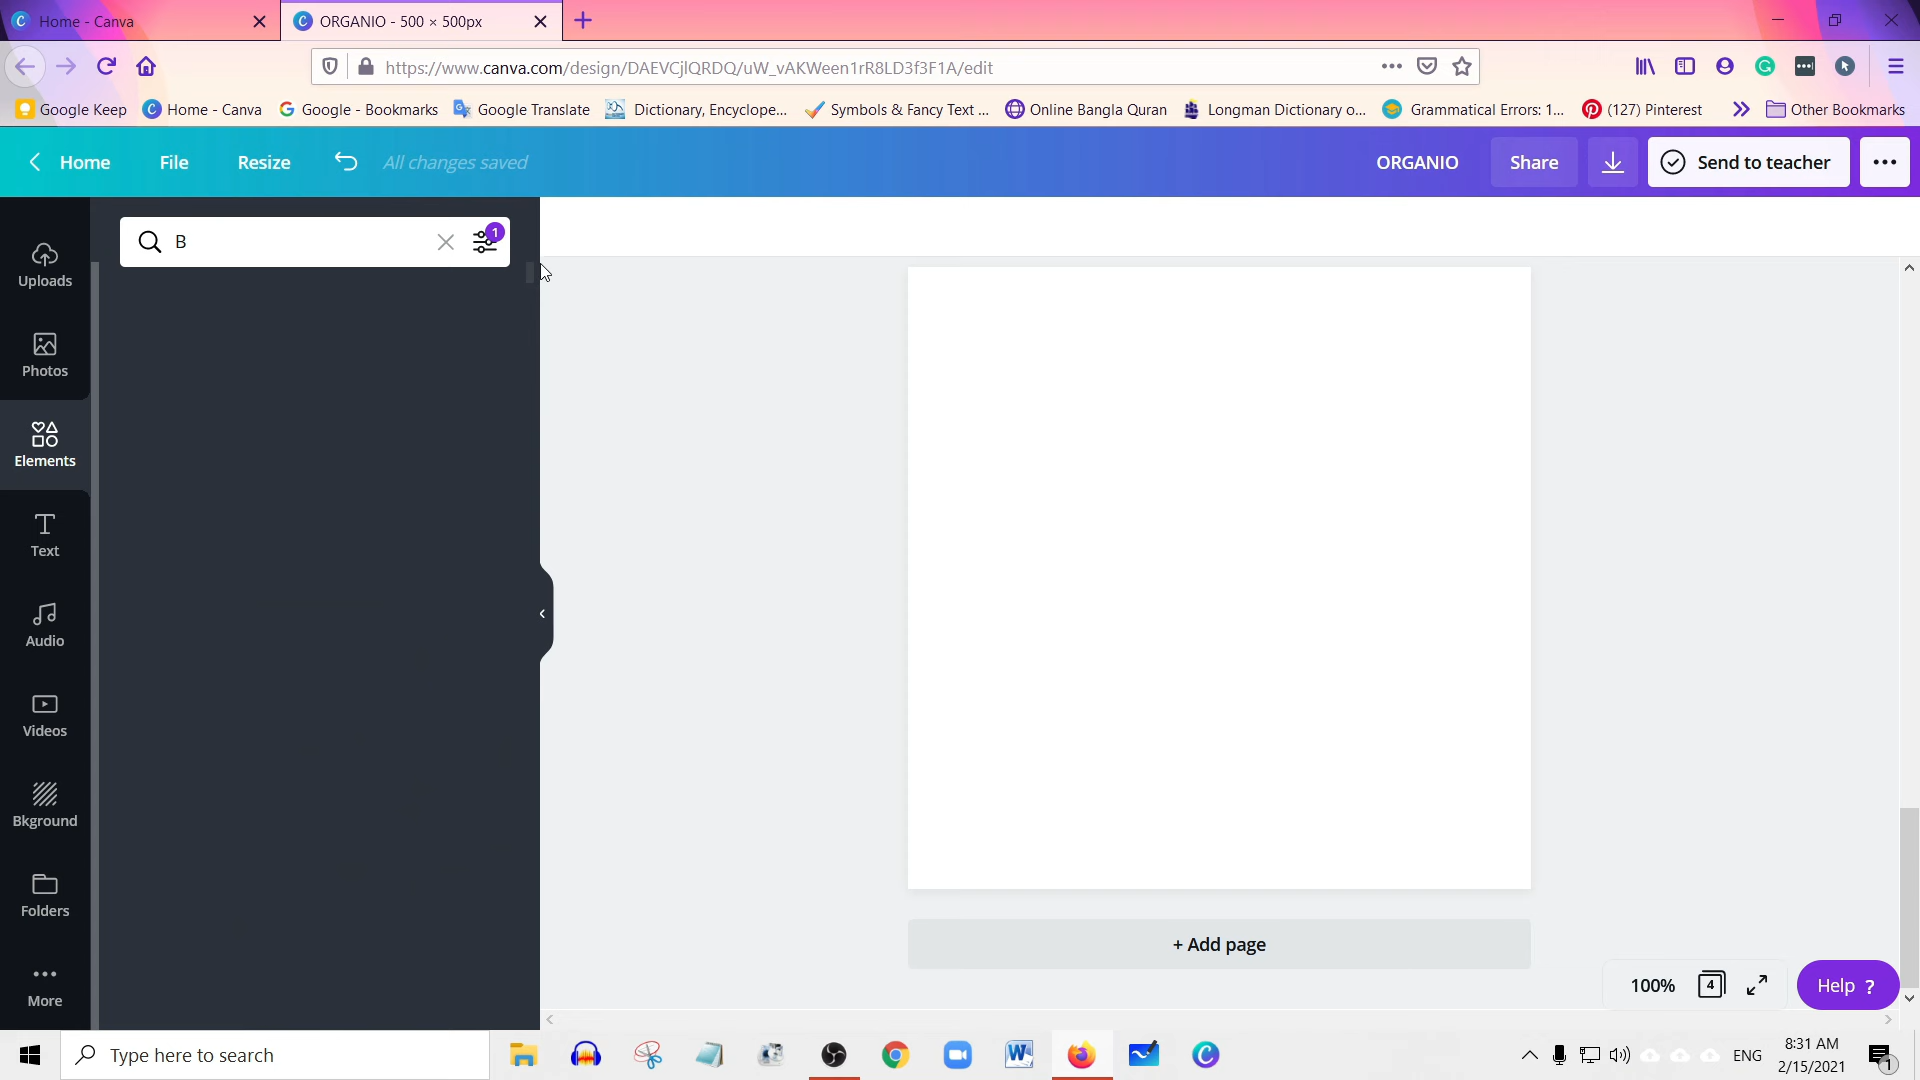 Home - Canva
ORGANIO - 500 × 500px
https://www.canva.com/design/DAEVCjlQRDQ/uW_vAKWeen1rR8LD3f3F1A/edit
Google Keep
Home - Canva
Google - Bookmarks
Google Translate
Dictionary, Encyclope...
Symbols & Fancy Text ...
Online Bangla Quran
Longman Dictionary o...
Grammatical Errors: 1...
(127) Pinterest
Other Bookmarks
Home
File
Resize
All changes saved
ORGANIO
Share
Send to teacher
B
1
Uploads
Photos
Elements
Text
Audio
Videos
Bkground
Folders
More
+ Add page
100%
4
Help ?
Type here to search
ENG
8:31 AM
2/15/2021
1